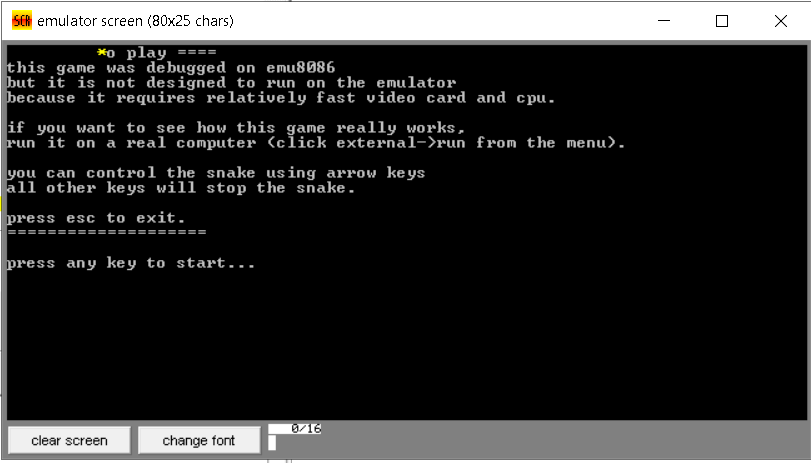 SCR emulator screen (80x25 chars)
*o play ====
this game was debugged on emu8086
but it is not designed to run on the emulator
because it requires relatively fast video card and cpu.
if you want to see how this game really works,
run it on a real computer (click external->run from the menu).
you can control the snake using arrow keys
all other keys will stop the snake.
press esc to exit.
====================
press any key to start...
clear screen change font 0/16